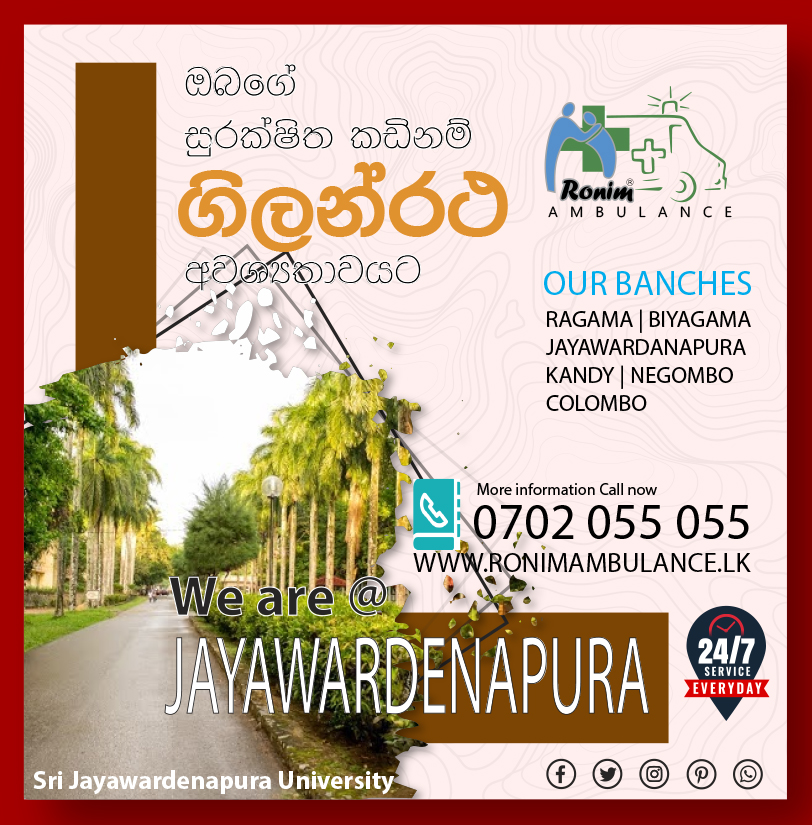 ඔබගේ
සුරක්ෂිත කඩිනම්
ගිලන්රථ
අවශ්‍යතාවයට
Ronim®
AMBULANCE
OUR BANCHES
RAGAMA | BIYAGAMA
JAYAWARDANAPURA
KANDY | NEGOMBO
COLOMBO
More information Call now
0702 055 055
WWW.RONIMAMBULANCE.LK
We are @
JAYAWARDENAPURA
24/7
SERVICE
EVERYDAY
Sri Jayawardenapura University